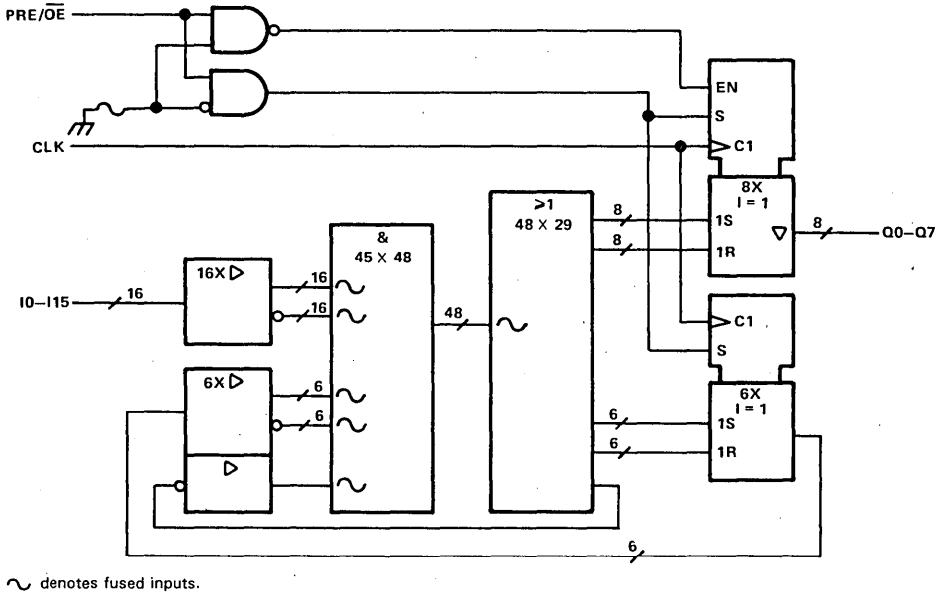 PRE/OE
CLK
EN
S
C1
8X
I = 1
1S
1R
8
8
8
Q0–Q7
≥1
48 X 29
&
45 X 48
16X
I0–I15
16
16
16
48
C1
S
6X
6
6
6X
I = 1
6
1S
6
1R
6
denotes fused inputs.